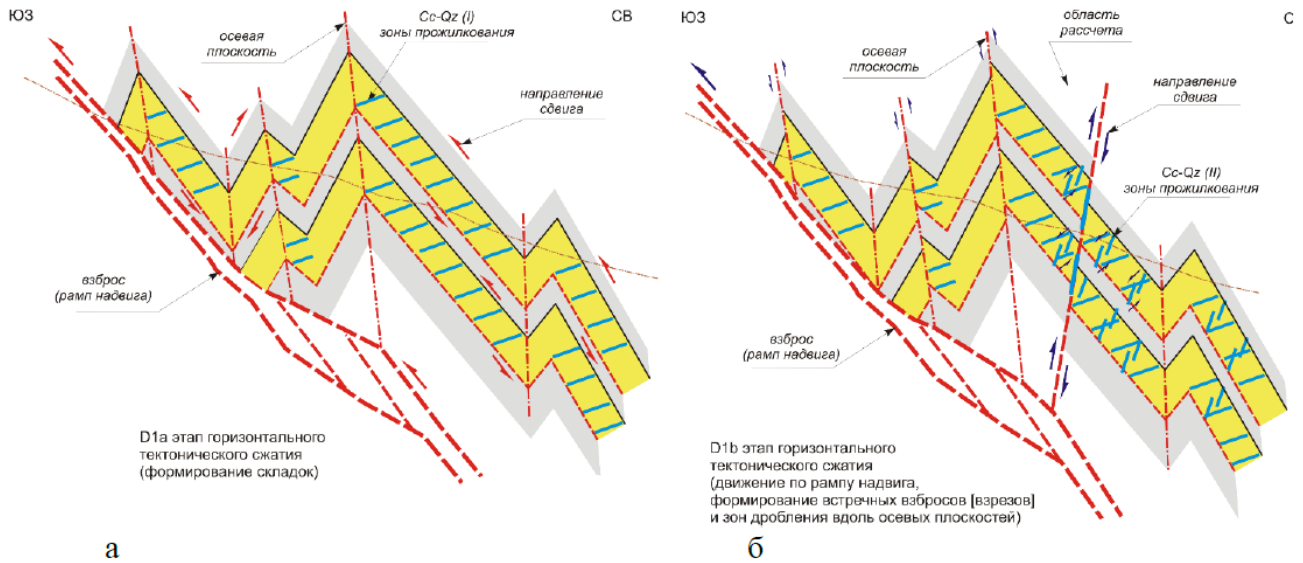 ЮЗ
СВ
осевая
плоскость
Cc-Qz (I)
зоны прожилкования
направление
сдвига
взброс
(рамп надвига)
D1a этап горизонтального
тектонического сжатия
(формирование складок)
а
ЮЗ
С
осевая
плоскость
область
рассчета
направление
сдвига
Cc-Qz (II)
зоны прожилкования
взброс
(рамп надвига)
D1b этап горизонтального
тектонического сжатия
(движение по рампу надвига,
формирование встречных взбросов [взрезов]
и зон дробления вдоль осевых плоскостей)
б